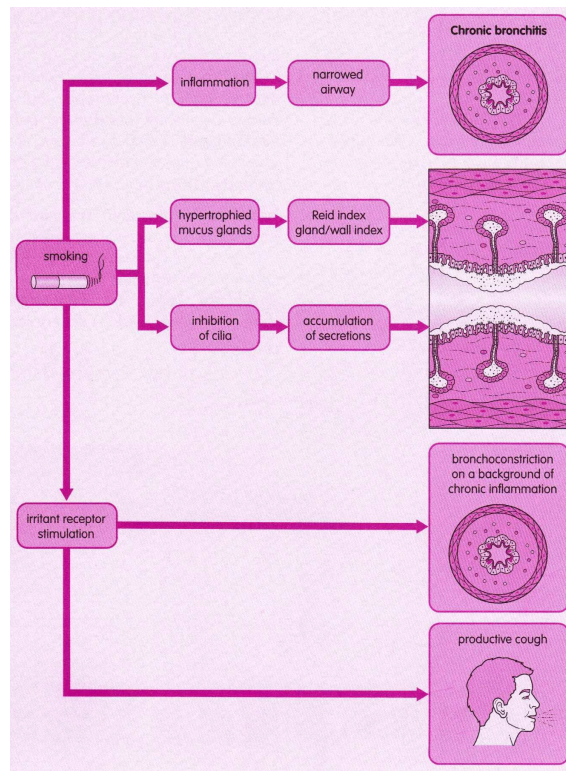 Chronic bronchitis
inflammation
narrowed
airway
hypertrophied
mucus glands
Reid index
gland/wall index
smoking
inhibition
of cilia
accumulation
of secretions
bronchoconstriction
on a background of
chronic inflammation
irritant receptor
stimulation
productive cough